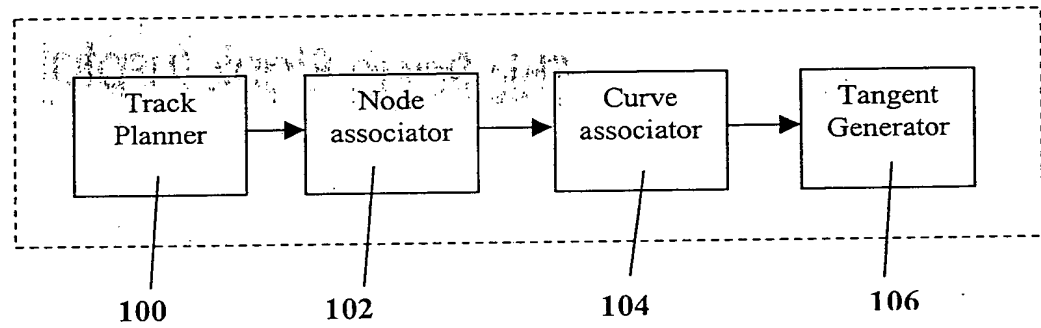 Track
Planner
Node
associator
Curve
associator
Tangent
Generator
100
102
104
106